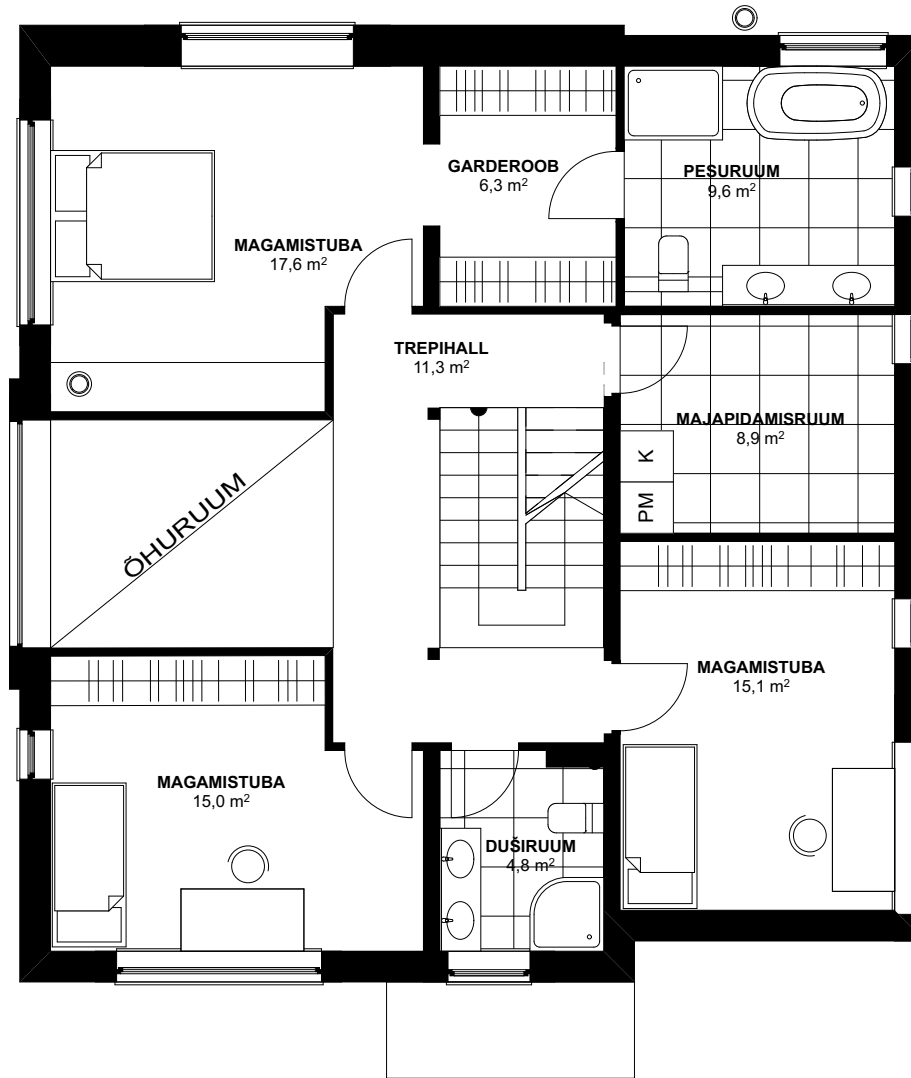 GARDEROOB
6,3 m²
PESURUUM
9,6 m²
MAGAMISTUBA
17,6 m²
TREPIHALL
11,3 m²
MAJAPIDAMISRUUM
8,9 m²
K
PM
ÕHURUUM
MAGAMISTUBA
15,1 m²
MAGAMISTUBA
15,0 m²
DUŠIRUUM
4,8 m²